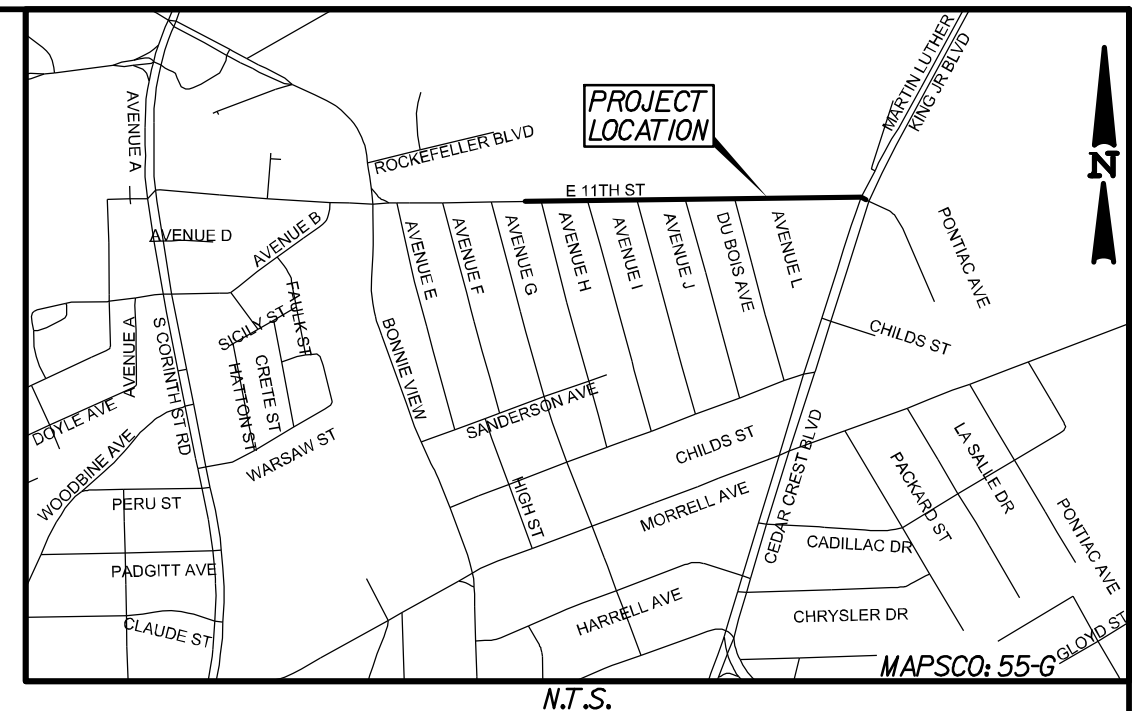 MARTIN LUTHER
KING JR BLVD
AVENUE A
PROJECT
LOCATION
ROCKEFELLER BLVD
N
E 11TH ST
AVENUE D
AVENUE B
AVENUE E
AVENUE F
AVENUE G
AVENUE H
AVENUE I
AVENUE J
DU BOIS AVE
AVENUE L
PONTIAC AVE
FAULK ST
SICILY ST
HATTON ST
CRETE ST
AVENUE A
S CORINTH ST RD
BONNIE VIEW
CHILDS ST
DOYLE AVE
WOODBINE AVE
WARSAW ST
SANDERSON AVE
CHILDS ST
CEDAR CREST BLVD
PACKARD ST
LA SALLE DR
PERU ST
HIGH ST
MORRELL AVE
CADILLAC DR
PONTIAC AVE
PADGITT AVE
HARRELL AVE
CHRYSLER DR
CLAUDE ST
GLOYD ST
MAPSCO: 55-G
N.T.S.